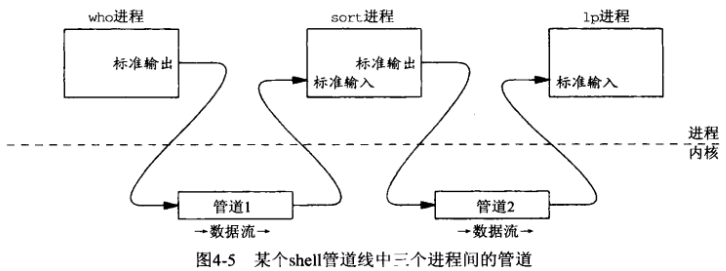 who进程 sort进程 lp进程
标准输出 标准输出
标准输入 标准输入
进程
内核
管道1 管道2
→数据流→ →数据流→
图4-5 某个shell管道线中三个进程间的管道